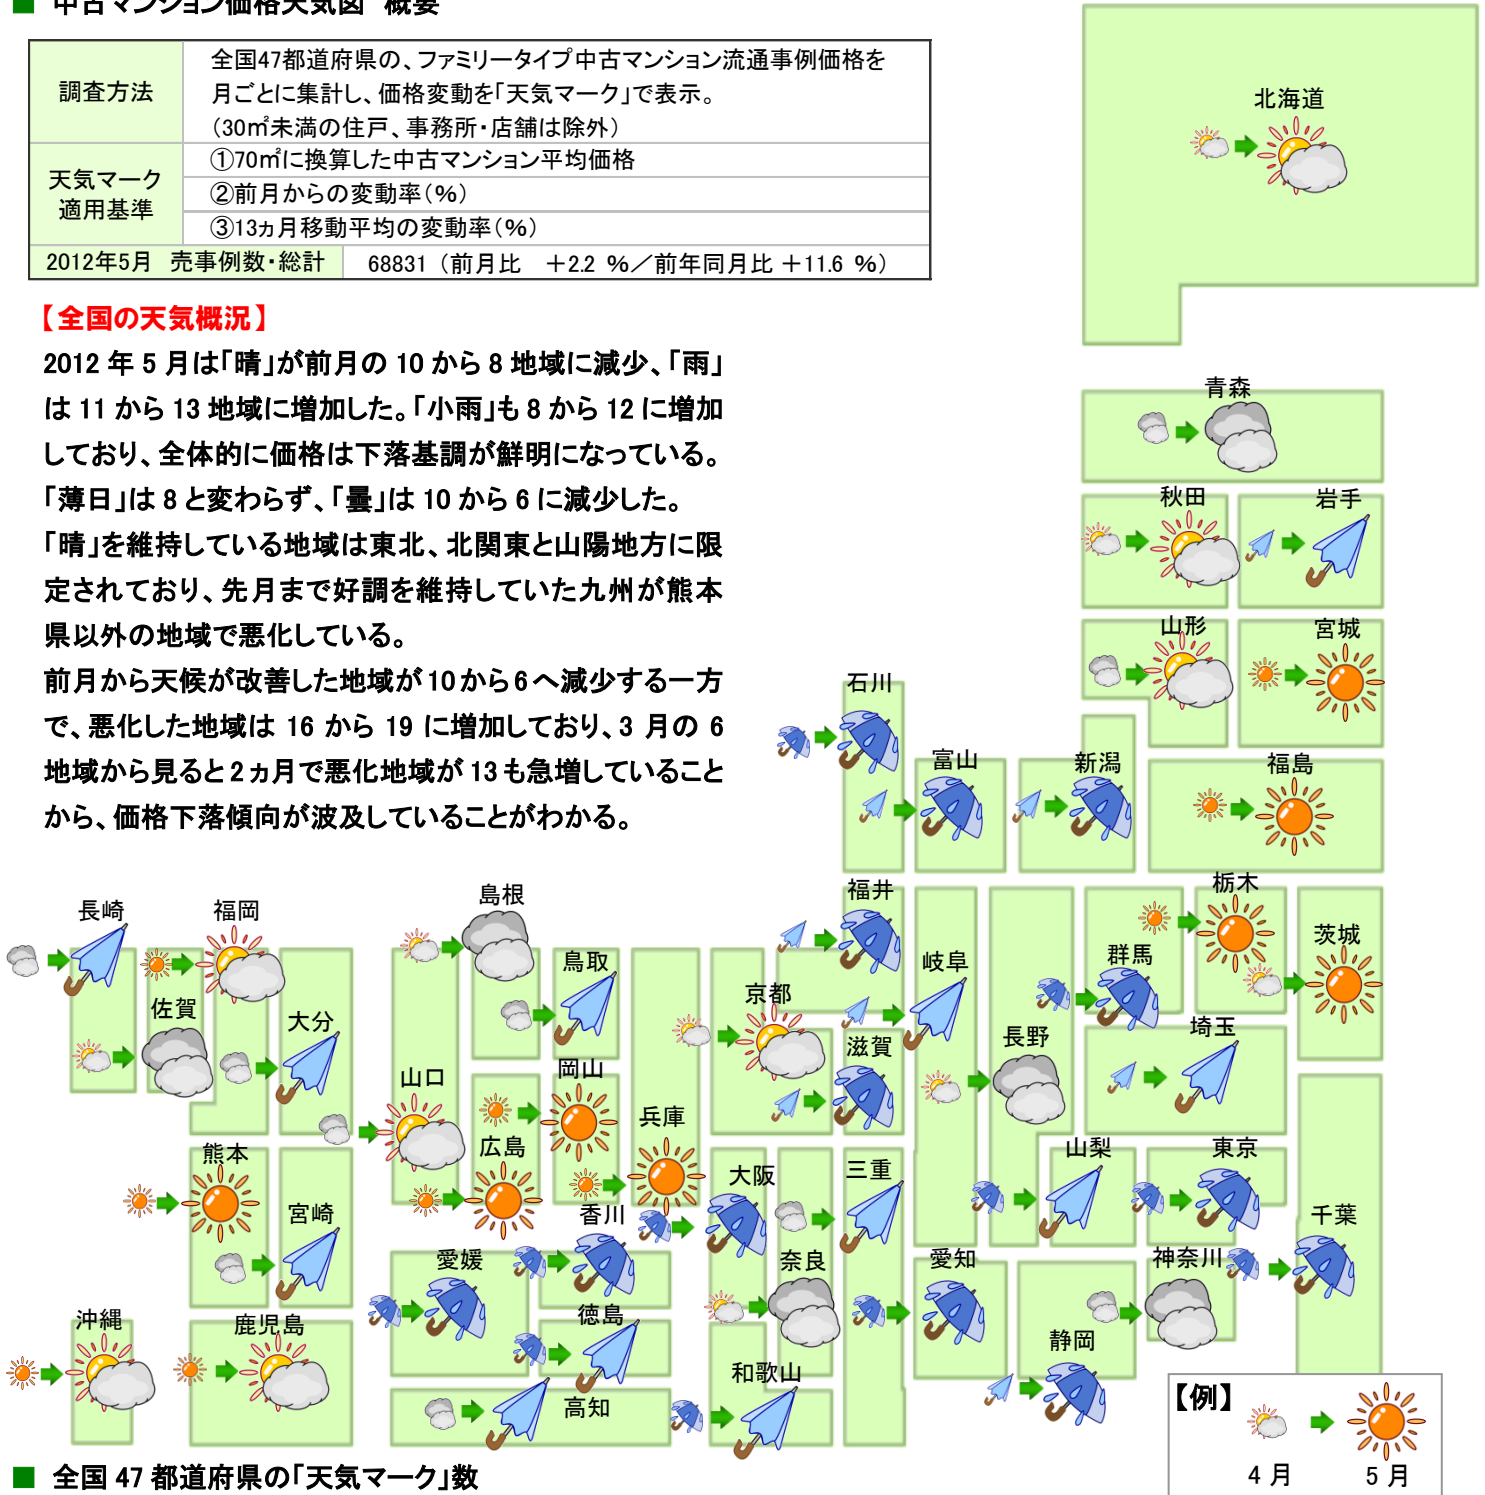 ■ 中古マンション価格天気図 概要
調査方法
全国47都道府県の、ファミリータイプ中古マンション流通事例価格を
月ごとに集計し、価格変動を「天気マーク」で表示。
(30㎡未満の住戸、事務所・店舗は除外)
天気マーク
適用基準
①70㎡に換算した中古マンション平均価格
②前月からの変動率(%)
③13ヵ月移動平均の変動率(%)
2012年5月 売事例数・総計 68831 (前月比 +2.2 %/前年同月比 +11.6 %)
【全国の天気概況】
2012 年 5 月は「晴」が前月の 10 から 8 地域に減少、「雨」
は 11 から 13 地域に増加した。「小雨」も 8 から 12 に増加
しており、全体的に価格は下落基調が鮮明になっている。
「薄日」は 8 と変わらず、「曇」は 10 から 6 に減少した。
「晴」を維持している地域は東北、北関東と山陽地方に限
定されており、先月まで好調を維持していた九州が熊本
県以外の地域で悪化している。
前月から天候が改善した地域が 10 から 6 へ減少する一方
で、悪化した地域は 16 から 19 に増加しており、3 月の 6
地域から見ると 2 ヵ月で悪化地域が 13 も急増していること
から、価格下落傾向が波及していることがわかる。
北海道
青森
秋田
岩手
山形
宮城
石川
富山
新潟
福島
長崎
福岡
島根
福井
栃木
茨城
鳥取
岐阜
群馬
佐賀
大分
京都
滋賀
長野
埼玉
山口
岡山
兵庫
熊本
広島
大阪
三重
山梨
東京
宮崎
香川
千葉
愛媛
奈良
愛知
神奈川
沖縄
鹿児島
徳島
静岡
和歌山
高知
【例】
4 月
5 月
■ 全国 47 都道府県の「天気マーク」数